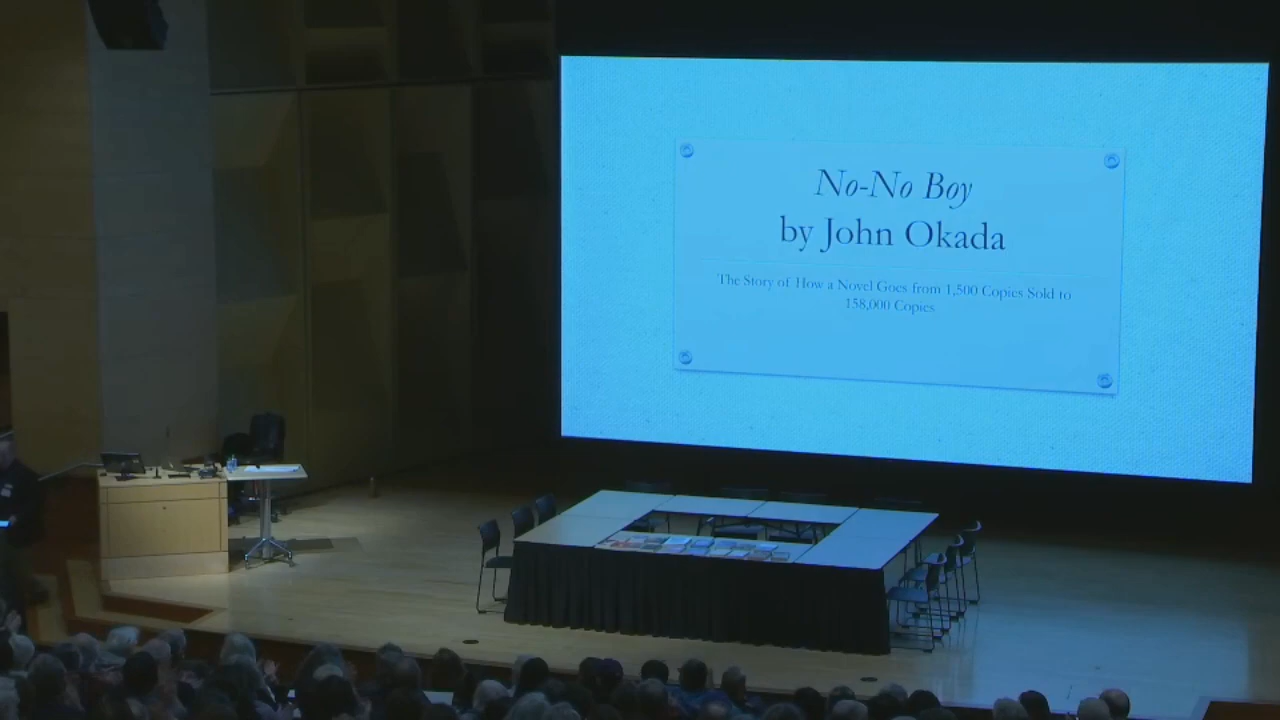 No-No Boy
by John Okada
The Story of How a Novel Goes from 1,500 Copies Sold to
158,000 Copies